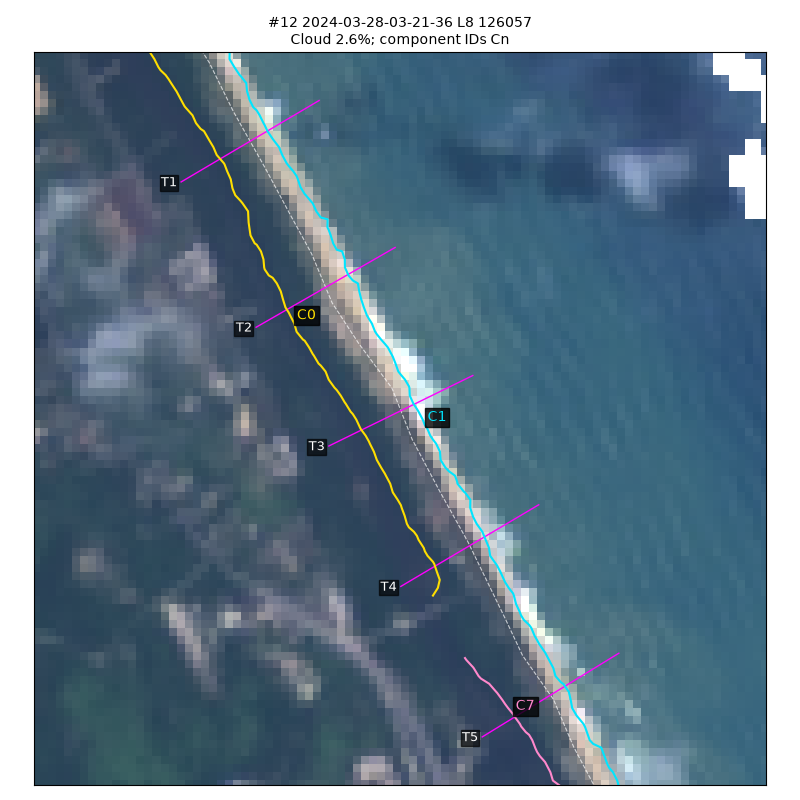 #12 2024-03-28-03-21-36 L8 126057
Cloud 2.6%; component IDs Cn
T1
C0
T2
C1
T3
T4
C7
T5